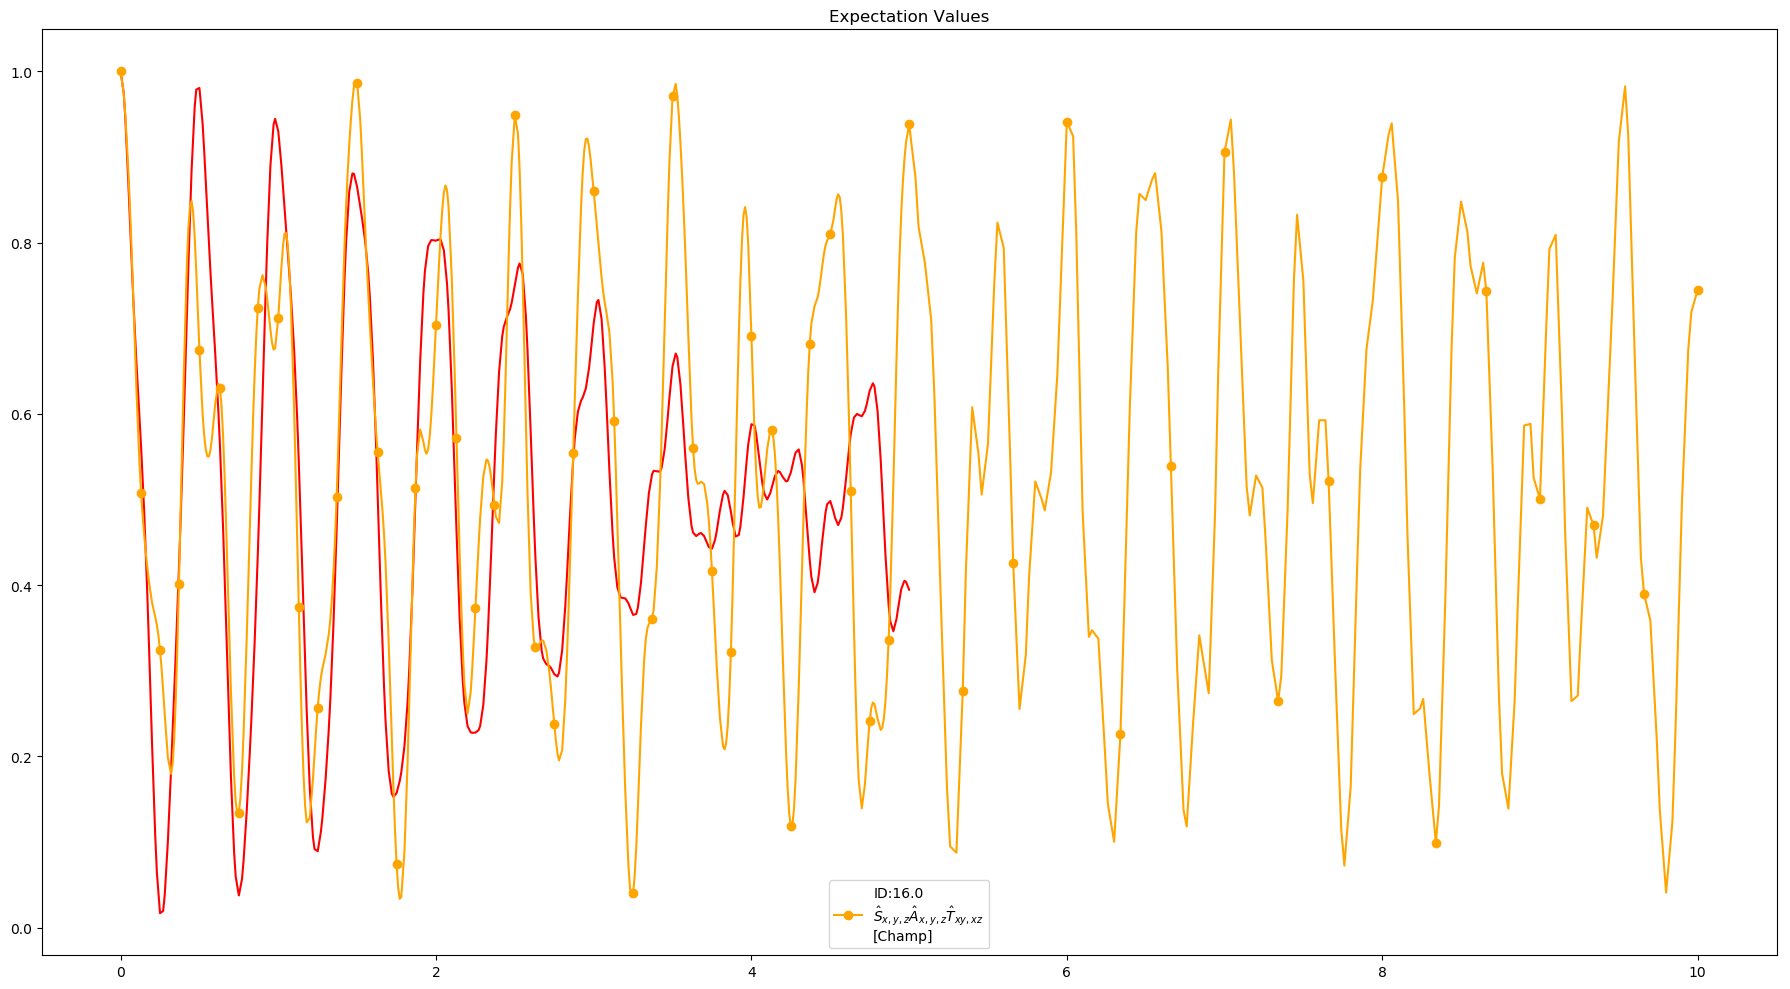 Expectation Values
1.0
0.8
0.6
0.4
0.2
0.0
ID:16.0
$\hat{S}_{x,y,z}\hat{A}_{x,y,z}\hat{T}_{xy,xz}$
[Champ]
0 2 4 6 8 10